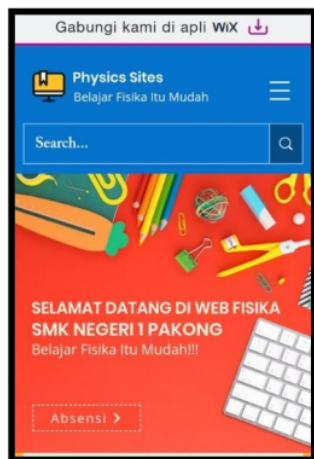 Gabungi kami di apli WiX
Physics Sites
Belajar Fisika Itu Mudah
Search...
SELAMAT DATANG DI WEB FISIKA
SMK NEGERI 1 PAKONG
Belajar Fisika Itu Mudah!!!
Absensi >